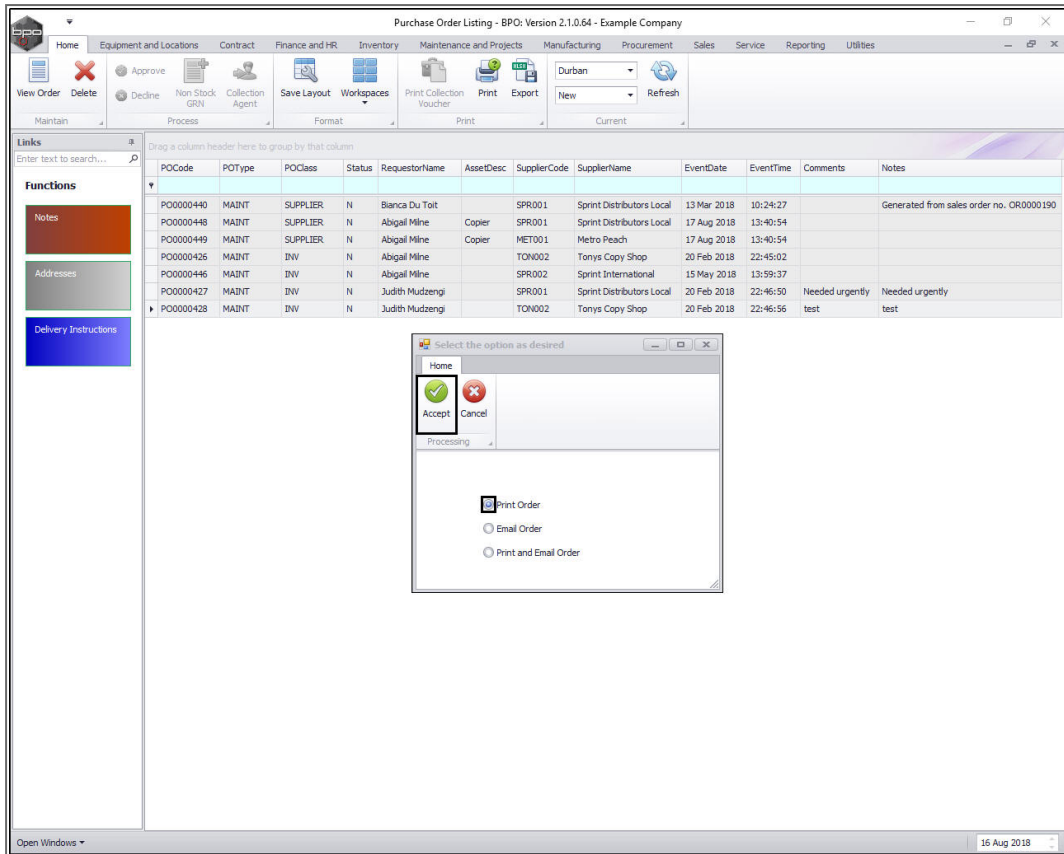 Purchase Order Listing - BPO: Version 2.1.0.64 - Example Company
bpo
Home Equipment and Locations Contract Finance and HR Inventory Maintenance and Projects Manufacturing Procurement Sales Service Reporting Utilities
View Order Delete Approve Decline Non Stock GRN Collection Agent Save Layout Workspaces Print Collection Voucher Print Export Durban New Refresh
Maintain Process Format Print Current
Links
Enter text to search...
Functions
Notes
Addresses
Delivery Instructions
Drag a column header here to group by that column
POCode POType POClass Status RequestorName AssetDesc SupplierCode SupplierName EventDate EventTime Comments Notes
PO0000440 MAINT SUPPLIER N Bianca Du Toit SPR001 Sprint Distributors Local 13 Mar 2018 10:24:27 Generated from sales order no. OR0000190
PO0000448 MAINT SUPPLIER N Abigail Milne Copier SPR001 Sprint Distributors Local 17 Aug 2018 13:40:54
PO0000449 MAINT SUPPLIER N Abigail Milne Copier MET001 Metro Peach 17 Aug 2018 13:40:54
PO0000426 MAINT INV N Abigail Milne TON002 Tonys Copy Shop 20 Feb 2018 22:45:02
PO0000446 MAINT INV N Abigail Milne SPR002 Sprint International 15 May 2018 13:59:37
PO0000427 MAINT INV N Judith Mudzengi SPR001 Sprint Distributors Local 20 Feb 2018 22:46:50 Needed urgently Needed urgently
PO0000428 MAINT INV N Judith Mudzengi TON002 Tonys Copy Shop 20 Feb 2018 22:46:56 test test
Select the option as desired
Home
Accept Cancel
Processing
Print Order
Email Order
Print and Email Order
Open Windows
16 Aug 2018